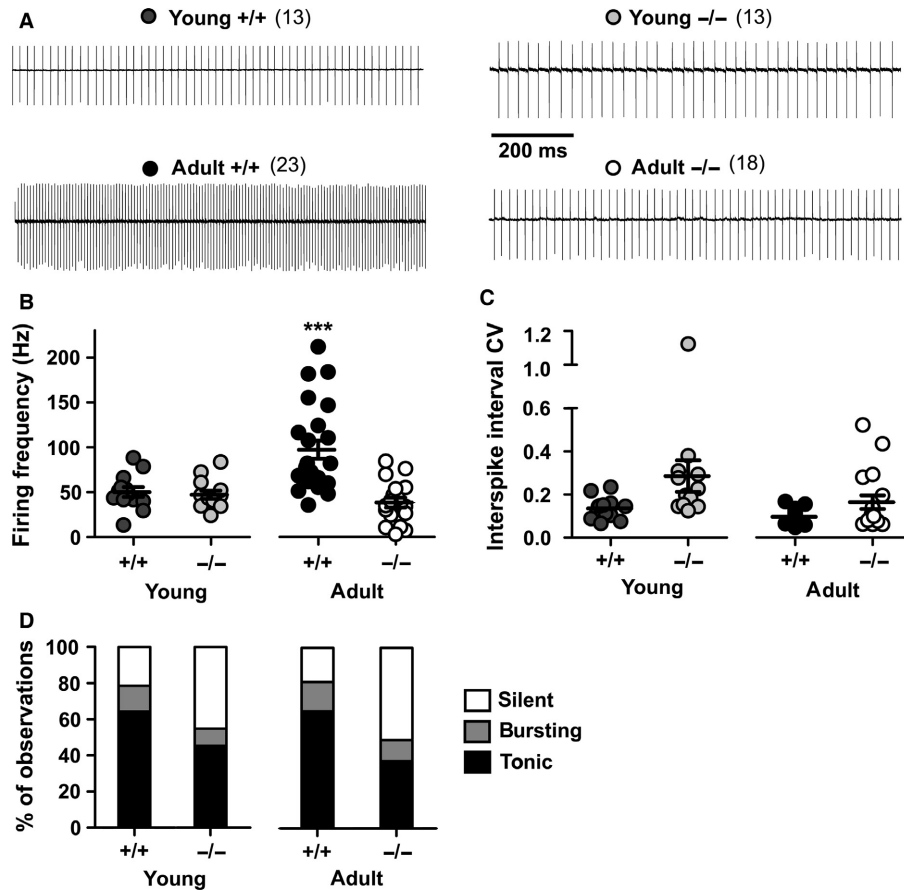 A
Young +/+ (13)
Young –/– (13)
200 ms
Adult +/+ (23)
Adult –/– (18)
B
Firing frequency (Hz)
200
150
100
50
0
***
+/+ –/– +/+ –/–
Young Adult
C
Interspike interval CV
1.2
1.0
0.6
0.4
0.2
0.0
+/+ –/– +/+ –/–
Young Adult
D
% of observations
100
80
60
40
20
0
+/+ –/– +/+ –/–
Young Adult
Silent
Bursting
Tonic